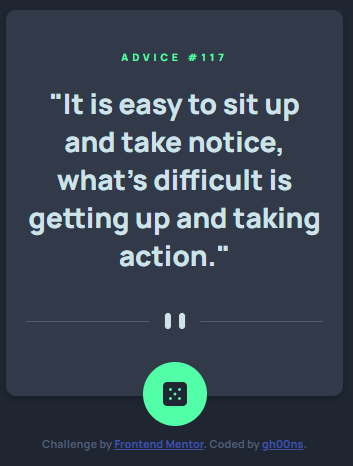 ADVICE #117
"It is easy to sit up
and take notice,
what's difficult is
getting up and taking
action."
Challenge by Frontend Mentor. Coded by gh00ns.